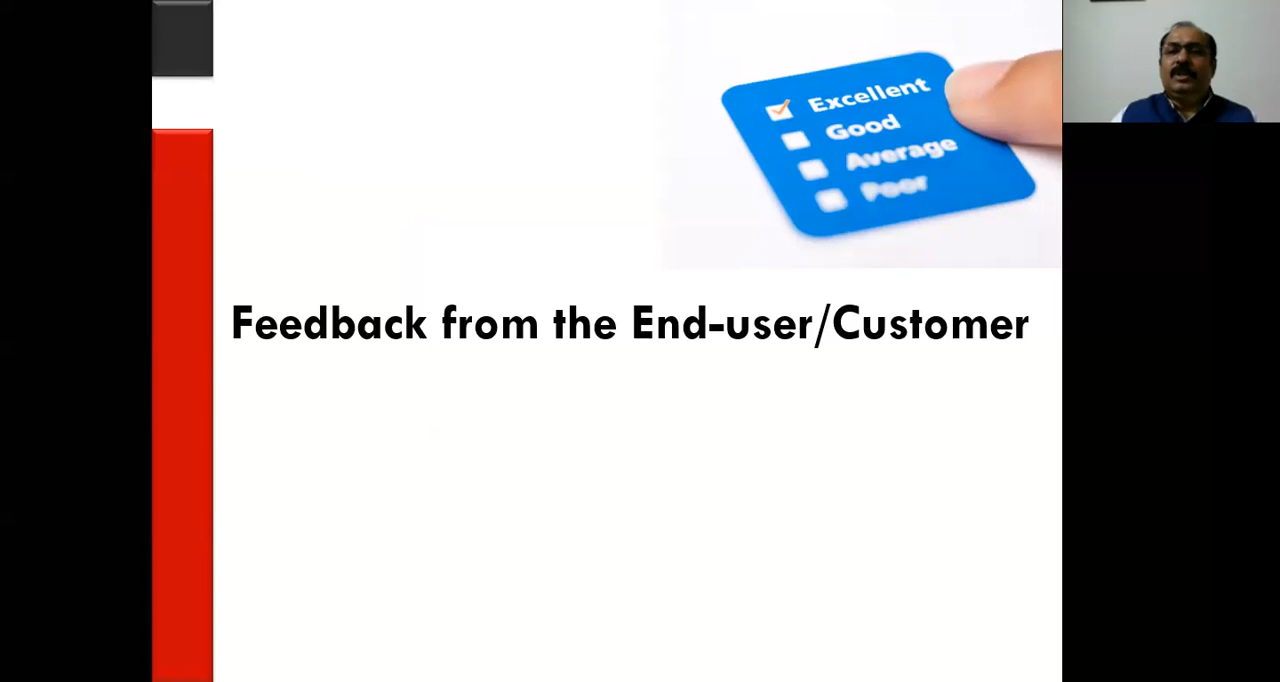 Excellent
Good
Average
Poor
Feedback from the End-user/Customer